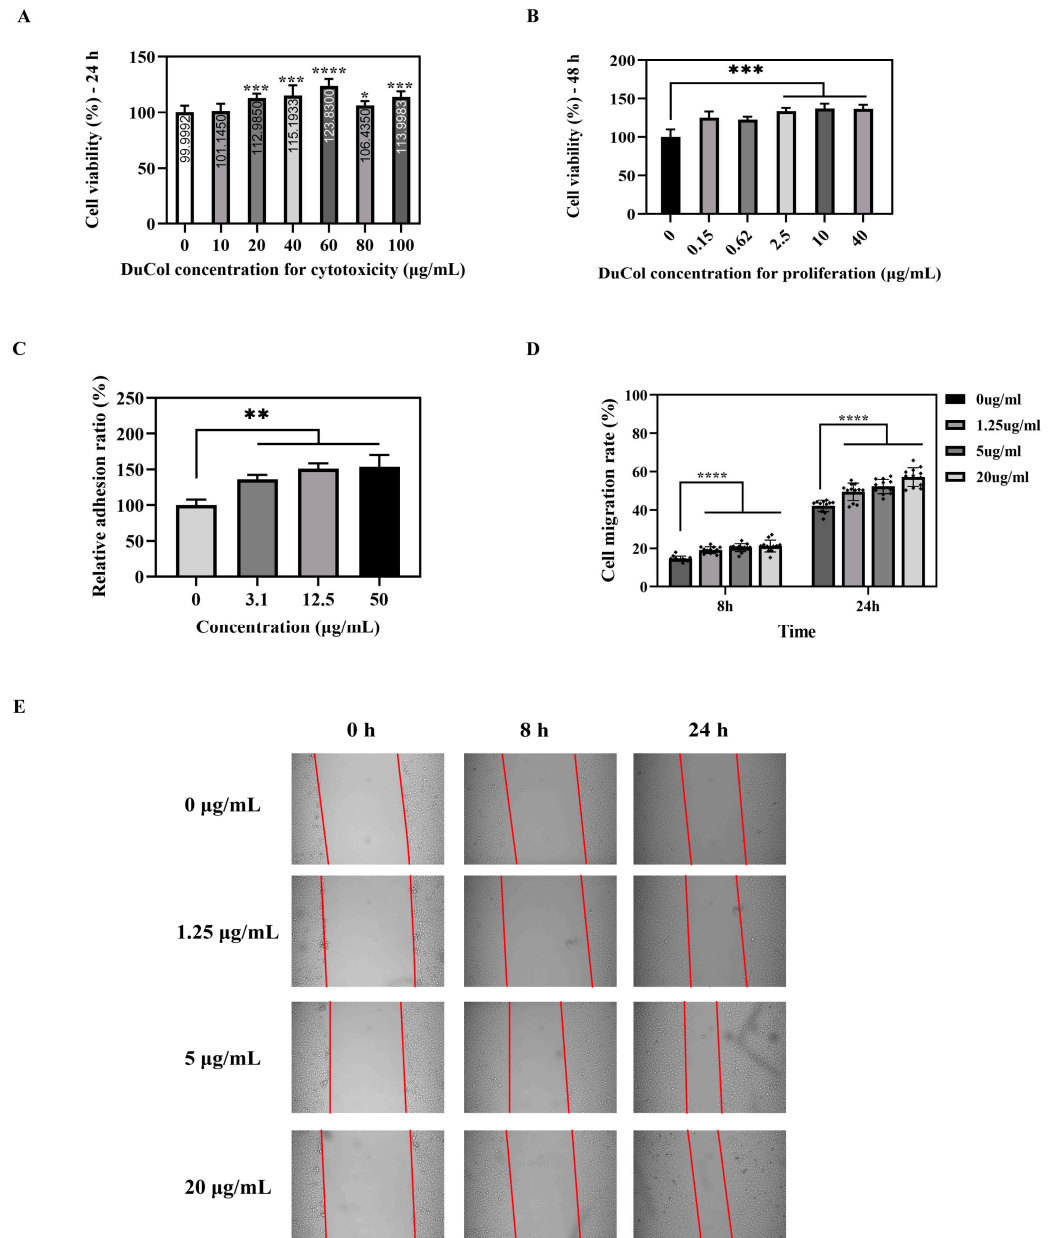 A
Cell viability (%) - 24 h
150
100
50
0
99.9992
101.1450
112.9850
115.1933
123.8300
106.4350
113.9983
***
***
****
*
***
0 10 20 40 60 80 100
DuCol concentration for cytotoxicity (μg/mL)
B
Cell viability (%) - 48 h
200
150
100
50
0
***
0 0.15 0.62 2.5 10 40
DuCol concentration for proliferation (μg/mL)
C
Relative adhesion ratio (%)
250
200
150
100
50
0
**
0 3.1 12.5 50
Concentration (μg/mL)
D
Cell migration rate (%)
100
80
60
40
20
0
****
****
8h 24h
Time
0ug/ml
1.25ug/ml
5ug/ml
20ug/ml
E
0 h 8 h 24 h
0 μg/mL
1.25 μg/mL
5 μg/mL
20 μg/mL